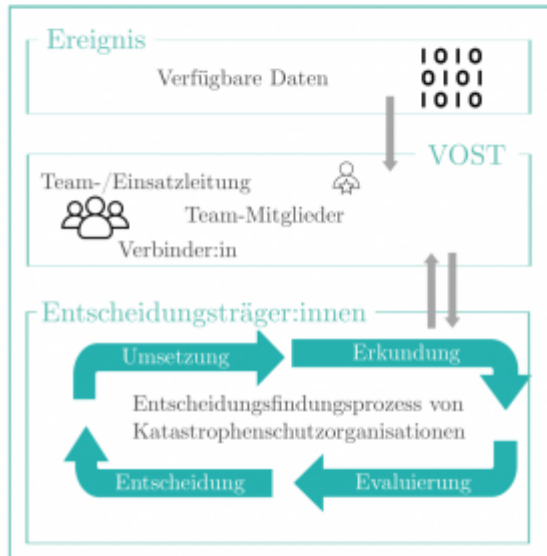 Ereignis
Verfügbare Daten
1010
0101
1010
VOST
Team-/Einsatzleitung
Team-Mitglieder
Verbinder:in
Entscheidungsträger:innen
Umsetzung
Erkundung
Entscheidungsfindungsprozess von
Katastrophenschutzorganisationen
Entscheidung
Evaluierung